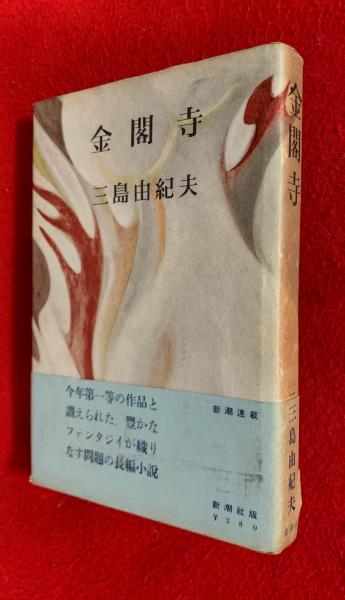 金閣寺
三島由紀夫
今年第一等の作品と
讃えられた、豊かな
ファンタジイが織り
なす問題の長編小説
新潮連載
新潮社版
￥280
金閣寺
三島由紀夫